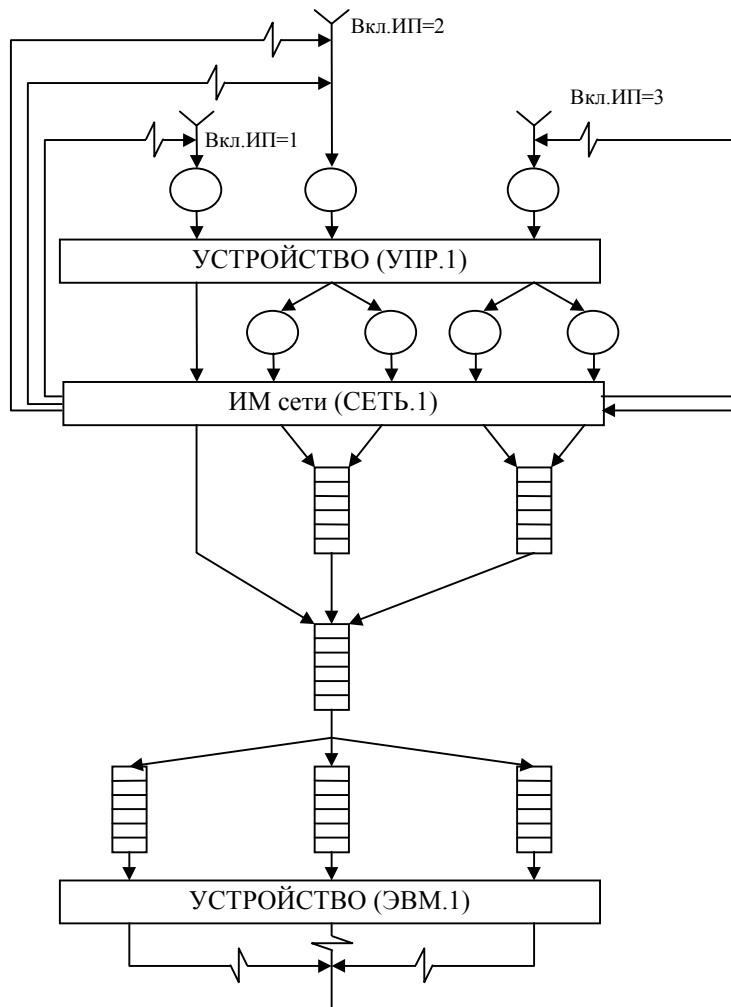 Вкл.ИП=2
Вкл.ИП=3
Вкл.ИП=1
УСТРОЙСТВО (УПР.1)
ИМ сети (СЕТЬ.1)
УСТРОЙСТВО (ЭВМ.1)